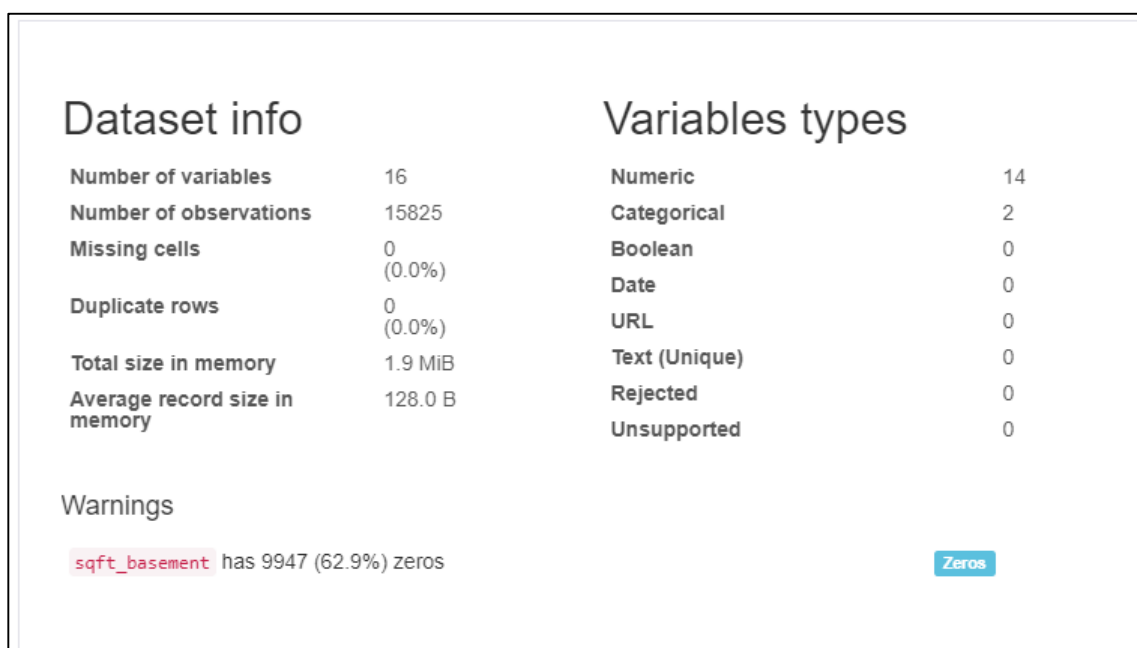 Dataset info
Number of variables 16
Number of observations 15825
Missing cells 0
(0.0%)
Duplicate rows 0
(0.0%)
Total size in memory 1.9 MiB
Average record size in 128.0 B
memory
Variables types
Numeric 14
Categorical 2
Boolean 0
Date 0
URL 0
Text (Unique) 0
Rejected 0
Unsupported 0
Warnings
sqft_basement has 9947 (62.9%) zeros Zeros